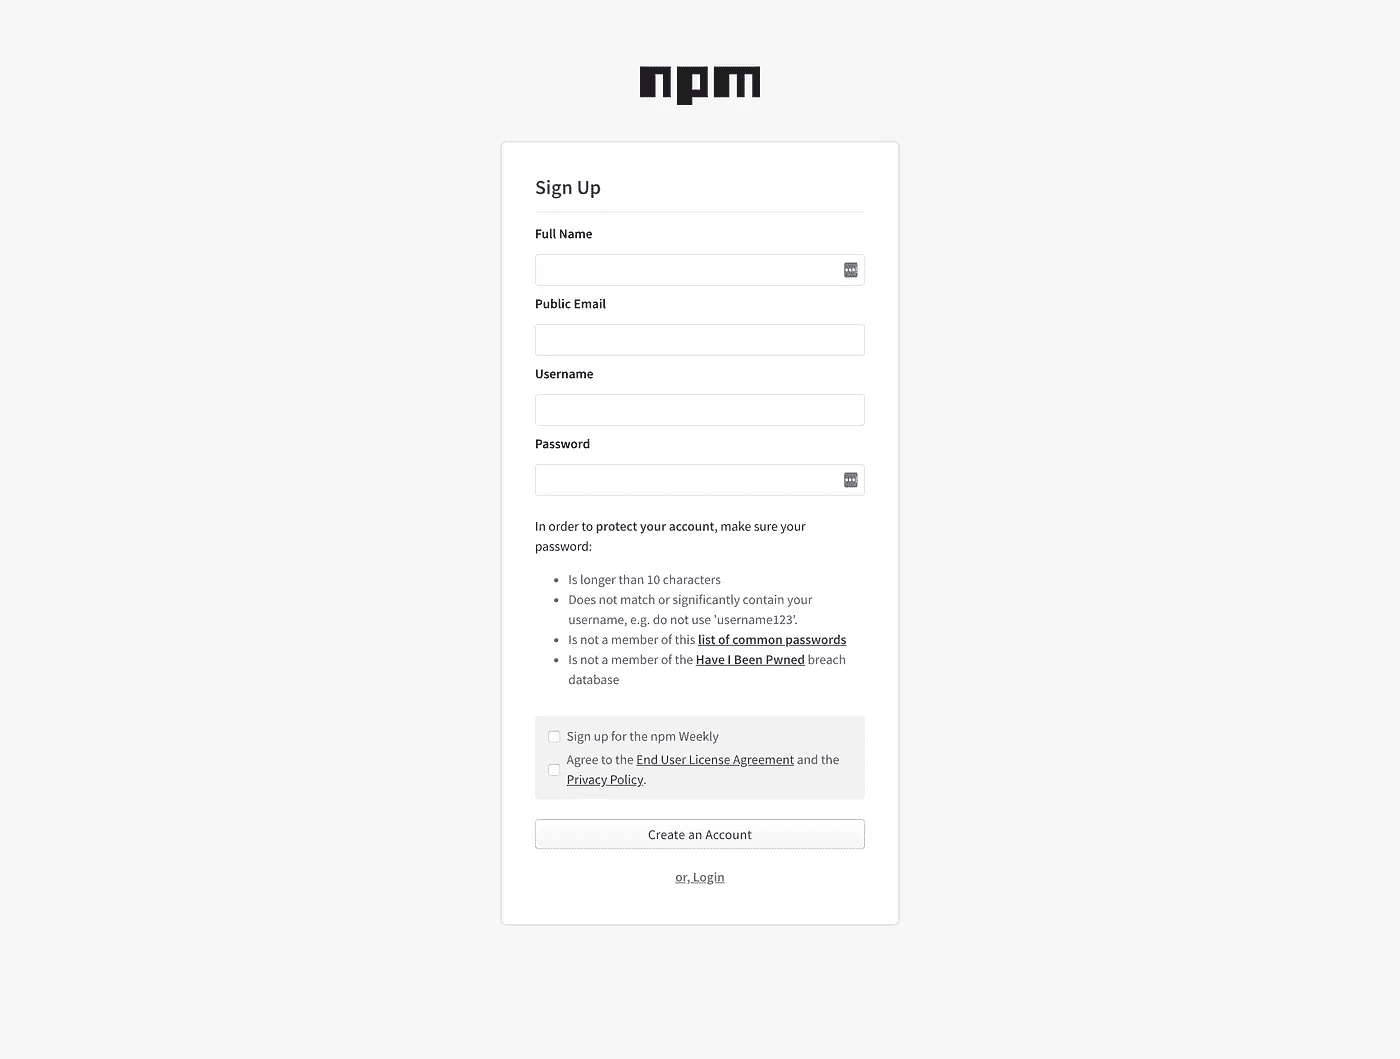 npm
Sign Up
Full Name
Public Email
Username
Password
In order to protect your account, make sure your
password:
• Is longer than 10 characters
• Does not match or significantly contain your
username, e.g. do not use 'username123'.
• Is not a member of this list of common passwords
• Is not a member of the Have I Been Pwned breach
database
Sign up for the npm Weekly
Agree to the End User License Agreement and the
Privacy Policy.
Create an Account
or, Login